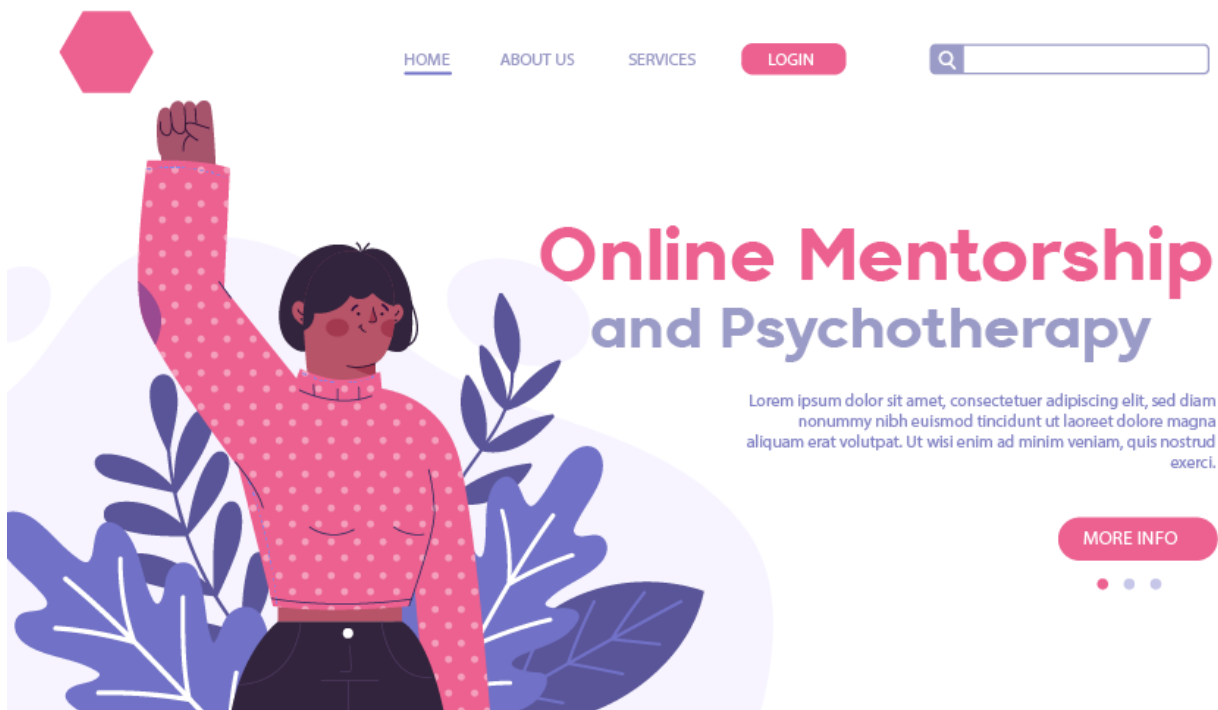 HOME ABOUT US SERVICES LOGIN
Online Mentorship
and Psychotherapy
Lorem ipsum dolor sit amet, consectetuer adipiscing elit, sed diam
nonummy nibh euismod tincidunt ut laoreet dolore magna
aliquam erat volutpat. Ut wisi enim ad minim veniam, quis nostrud
exerci.
MORE INFO